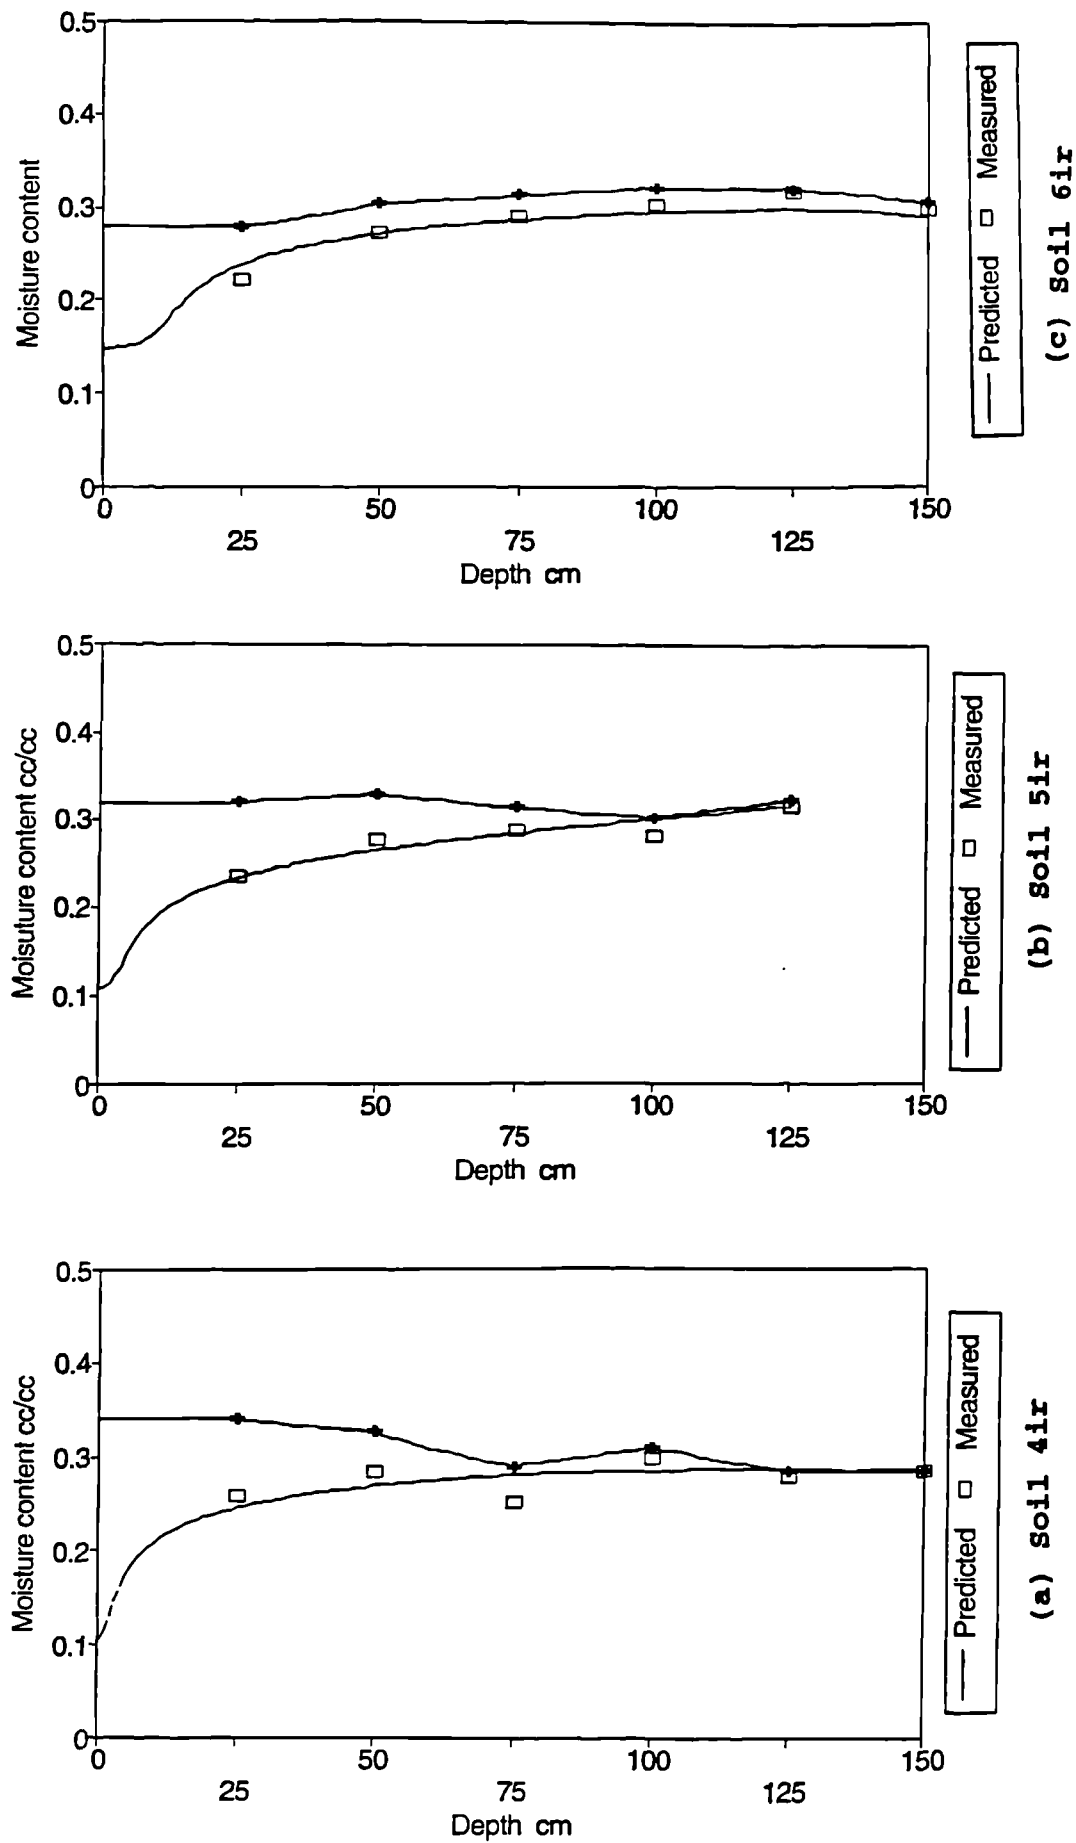 0.5
0.4
0.3
0.2
0.1
0
Moisture content
0
25
50
75
100
125
150
Depth cm
Predicted
Measured
(c) Soil 6ir
0.5
0.4
0.3
0.2
0.1
0
Moisuture content cc/cc
0
25
50
75
100
125
150
Depth cm
Predicted
Measured
(b) Soil 5ir
0.5
0.4
0.3
0.2
0.1
0
Moisture content cc/cc
0
25
50
75
100
125
150
Depth cm
Predicted
Measured
(a) Soil 4ir